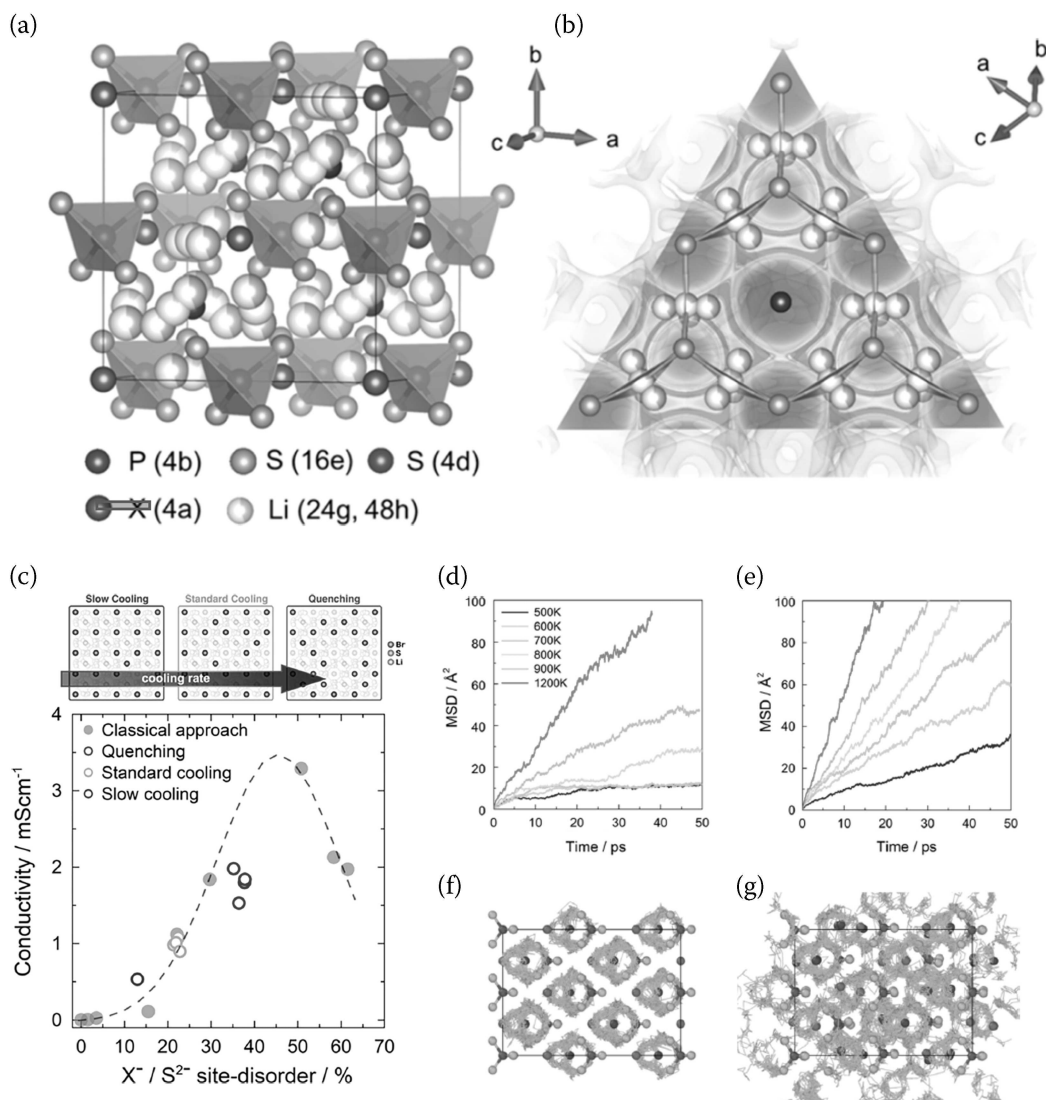 (a)
b
c
a
P (4b)
S (16e)
S (4d)
X (4a)
Li (24g, 48h)
(b)
b
a
c
(c)
Slow Cooling
Standard Cooling
Quenching
Br
S
Li
cooling rate
4
3
2
1
0
Conductivity / mScm⁻¹
Classical approach
Quenching
Standard cooling
Slow cooling
0 10 20 30 40 50 60 70
X⁻ / S²⁻ site-disorder / %
(d)
100
80
60
40
20
0
MSD / Å²
500K
600K
700K
800K
900K
1200K
0 10 20 30 40 50
Time / ps
(e)
100
80
60
40
20
0
MSD / Å²
0 10 20 30 40 50
Time / ps
(f)
(g)